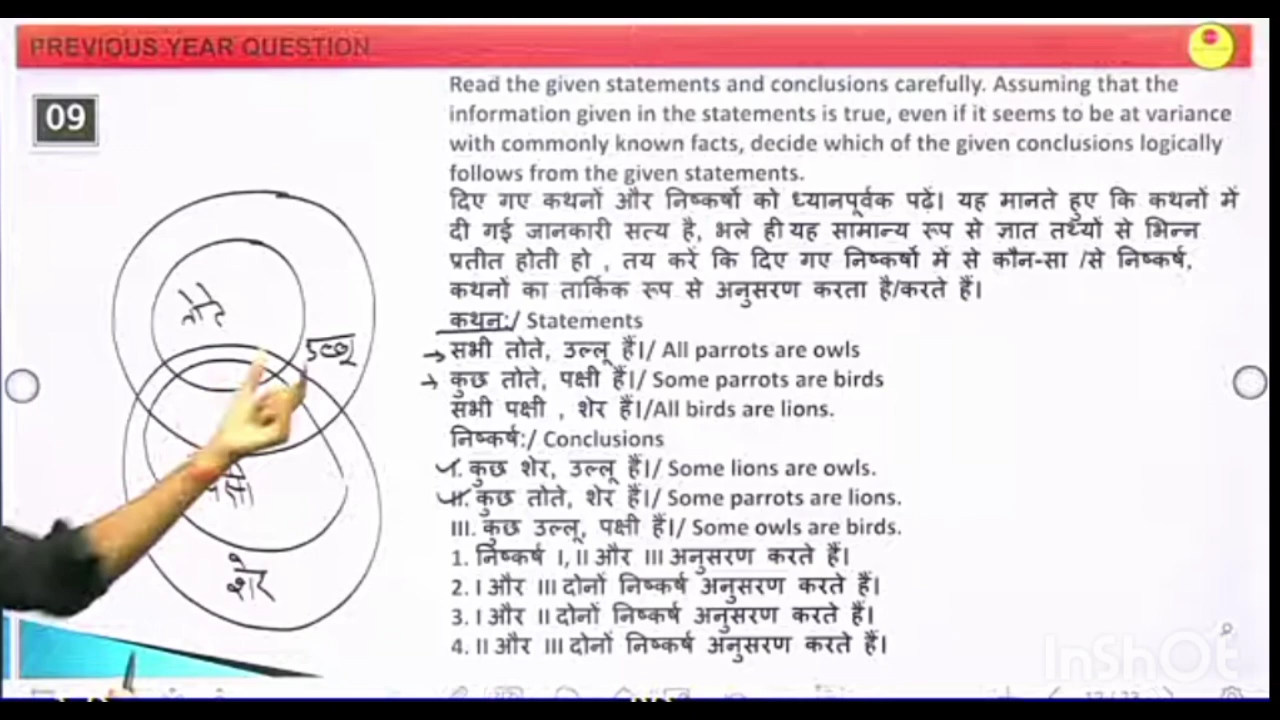 PREVIOUS YEAR QUESTION
09
Read the given statements and conclusions carefully. Assuming that the
information given in the statements is true, even if it seems to be at variance
with commonly known facts, decide which of the given conclusions logically
follows from the given statements.
दिए गए कथनों और निष्कर्षों को ध्यानपूर्वक पढ़ें। यह मानते हुए कि कथनों में
दी गई जानकारी सत्य है, भले ही यह सामान्य रूप से ज्ञात तथ्यों से भिन्न
प्रतीत होती हो , तय करें कि दिए गए निष्कर्षों में से कौन-सा /से निष्कर्ष,
कथनों का तार्किक रूप से अनुसरण करता है/करते हैं।
कथन:/ Statements
सभी तोते, उल्लू हैं।/ All parrots are owls
कुछ तोते, पक्षी हैं।/ Some parrots are birds
सभी पक्षी , शेर हैं।/All birds are lions.
निष्कर्ष:/ Conclusions
I. कुछ शेर, उल्लू हैं।/ Some lions are owls.
II. कुछ तोते, शेर हैं।/ Some parrots are lions.
III. कुछ उल्लू, पक्षी हैं।/ Some owls are birds.
1. निष्कर्ष I, II और III अनुसरण करते हैं।
2. I और III दोनों निष्कर्ष अनुसरण करते हैं।
3. I और II दोनों निष्कर्ष अनुसरण करते हैं।
4. II और III दोनों निष्कर्ष अनुसरण करते हैं।
तोते
उल्लू
शेर
InShOt